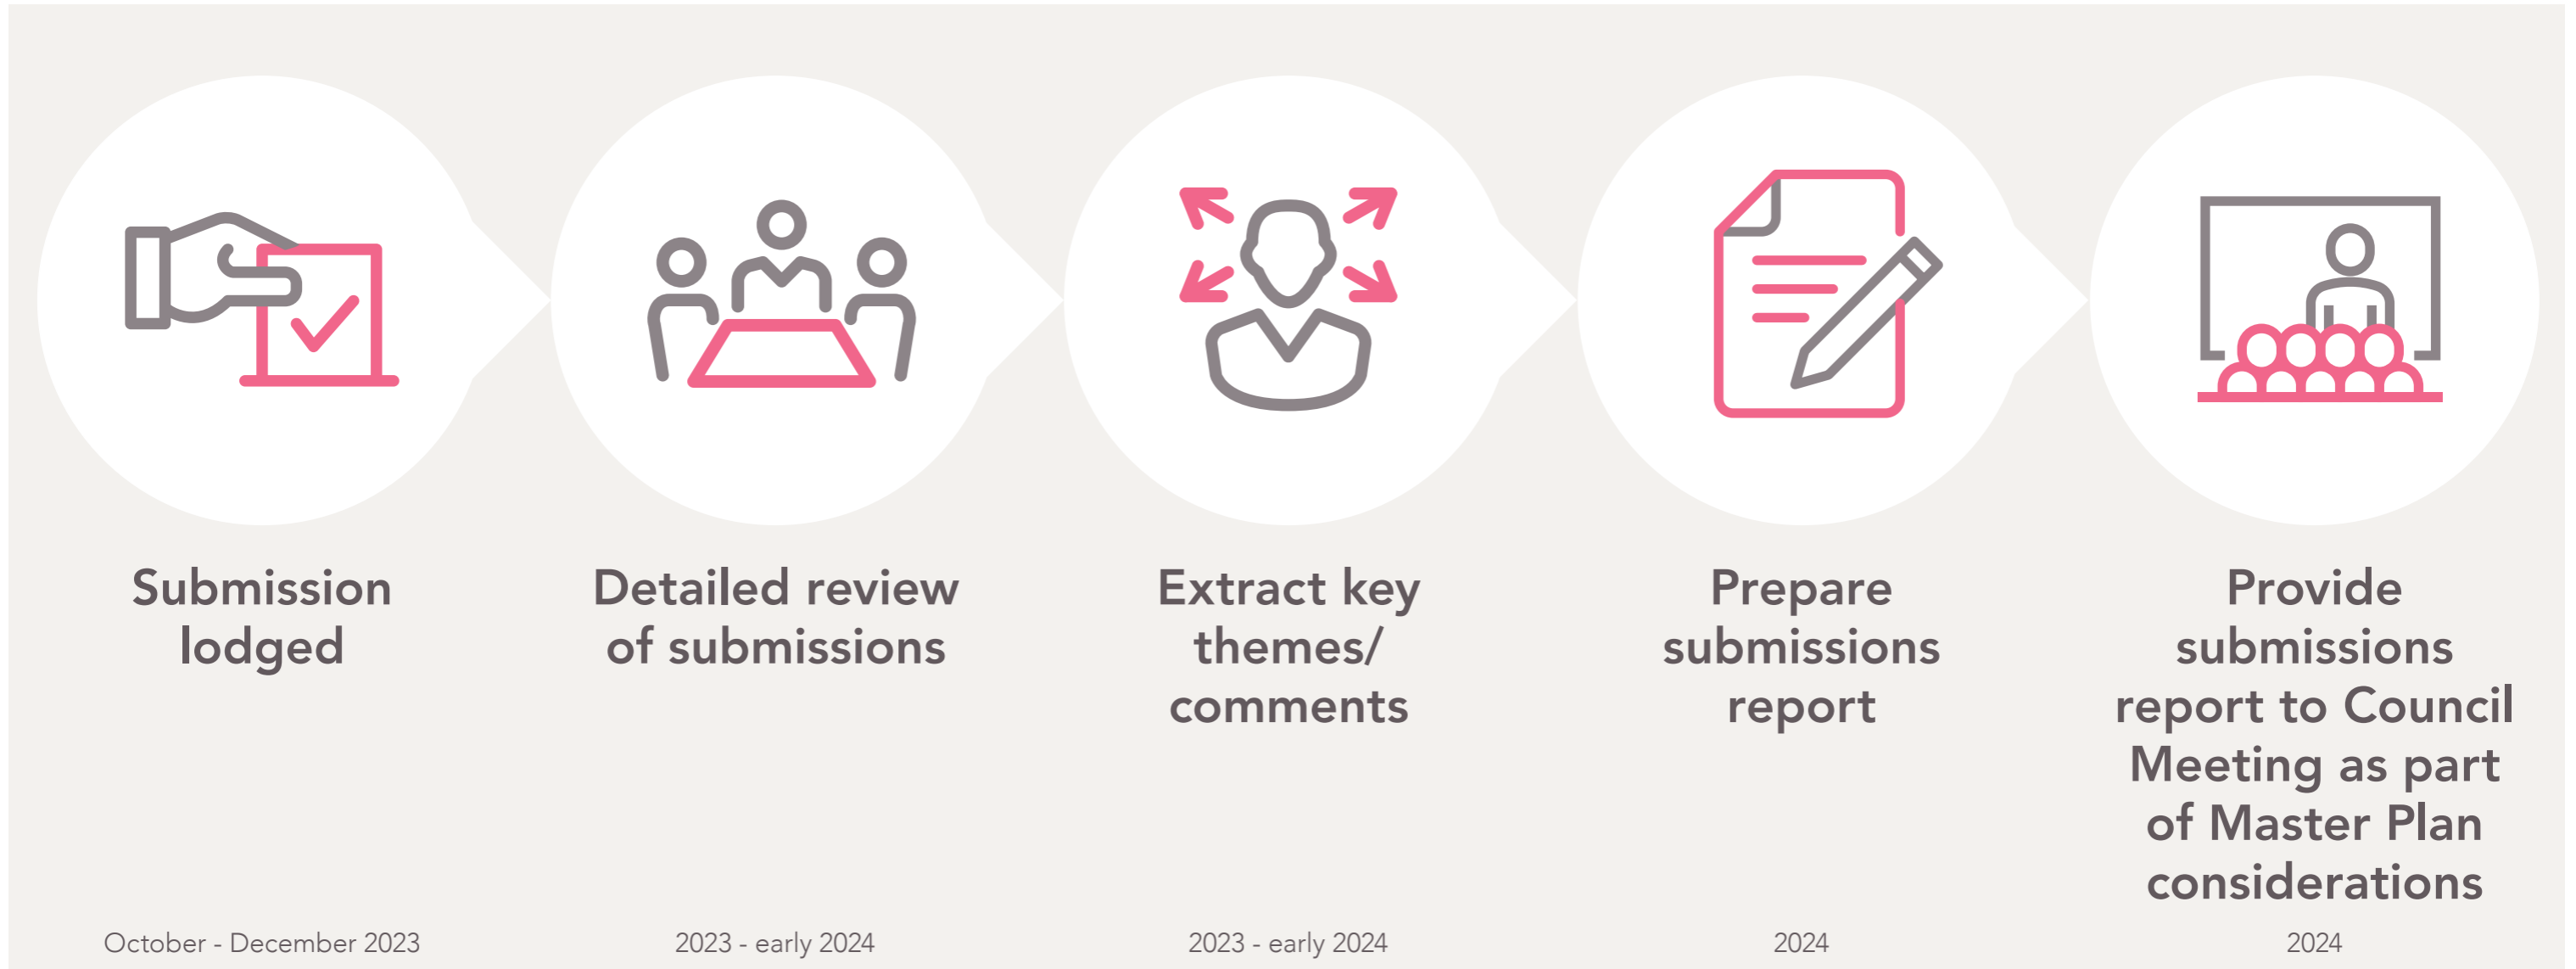 Submission
lodged
October - December 2023
Detailed review
of submissions
2023 - early 2024
Extract key
themes/
comments
2023 - early 2024
Prepare
submissions
report
2024
Provide
submissions
report to Council
Meeting as part
of Master Plan
considerations
2024